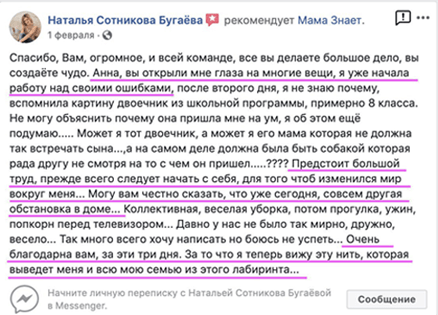 Наталья Сотникова Бугаёва рекомендует Мама Знает.
1 февраля ·
Спасибо, Вам, огромное, и всей команде, все вы делаете большое дело, вы
создаёте чудо. Анна, вы открыли мне глаза на многие вещи, я уже начала
работу над своими ошибками, после второго дня, я не знаю почему,
вспомнила картину двоечник из школьной программы, примерно 8 класса.
Не могу объяснить почему она пришла мне на ум, я об этом ещё
подумаю..... Может я тот двоечник, а может я его мама которая не должна
так встречать сына...,а на самом деле должна была быть собакой которая
рада другу не смотря на то с чем он пришел.....???? Предстоит большой
труд, прежде всего следует начать с себя, для того чтоб изменился мир
вокруг меня... Могу вам честно сказать, что уже сегодня, совсем другая
обстановка в доме... Коллективная, веселая уборка, потом прогулка, ужин,
попкорн перед телевизором... Давно у нас не было так мирно, дружно,
весело... Так много всего хочу написать но боюсь не успеть... Очень
благодарна вам, за эти три дня. За то что я теперь вижу эту нить, которая
выведет меня и всю мою семью из этого лабиринта...
Начните личную переписку с Натальей Сотникова Бугаёвой
в Messenger.
Сообщение